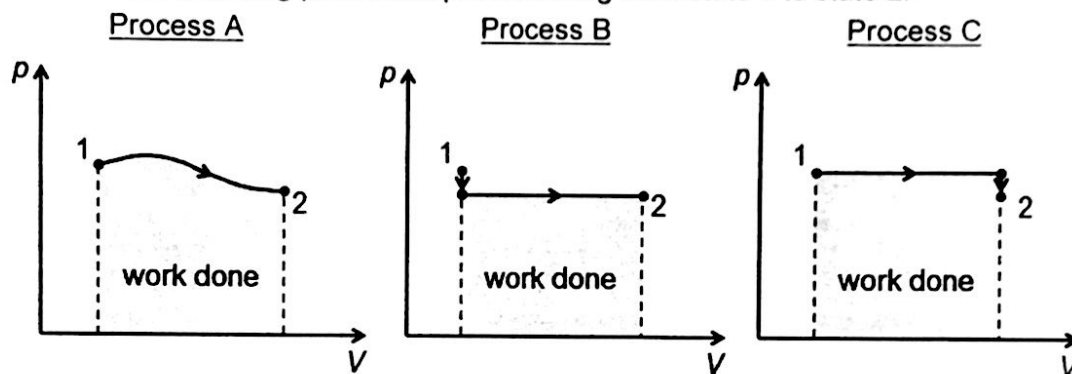 Process A Process B Process C
p p p
1 1 1
2 2 2
work done work done work done
V V V